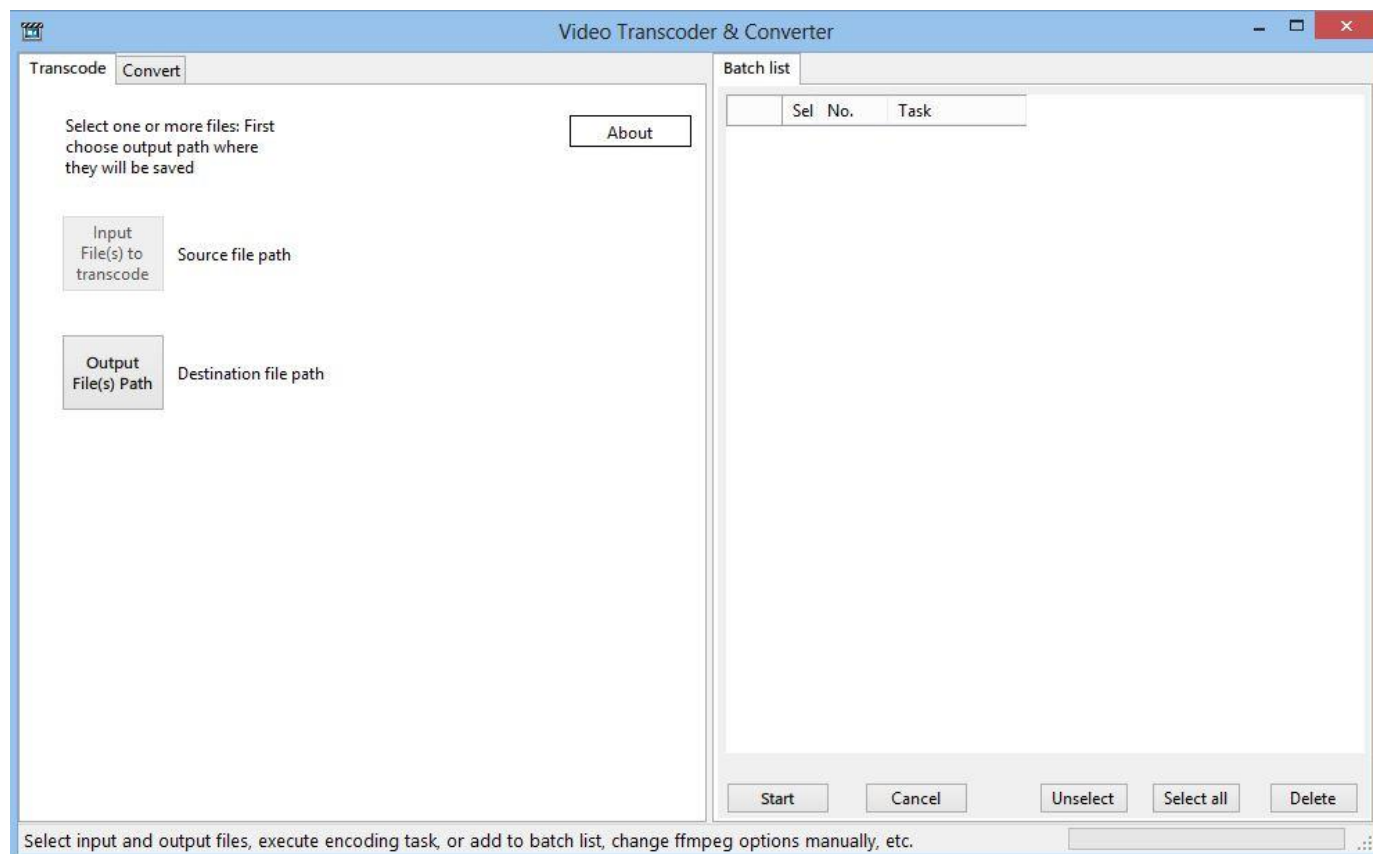 Video Transcoder & Converter
Transcode
Convert
Select one or more files: First
choose output path where
they will be saved
About
Input
File(s) to
transcode
Source file path
Output
File(s) Path
Destination file path
Batch list
Sel No. Task
Start Cancel Unselect Select all Delete
Select input and output files, execute encoding task, or add to batch list, change ffmpeg options manually, etc.